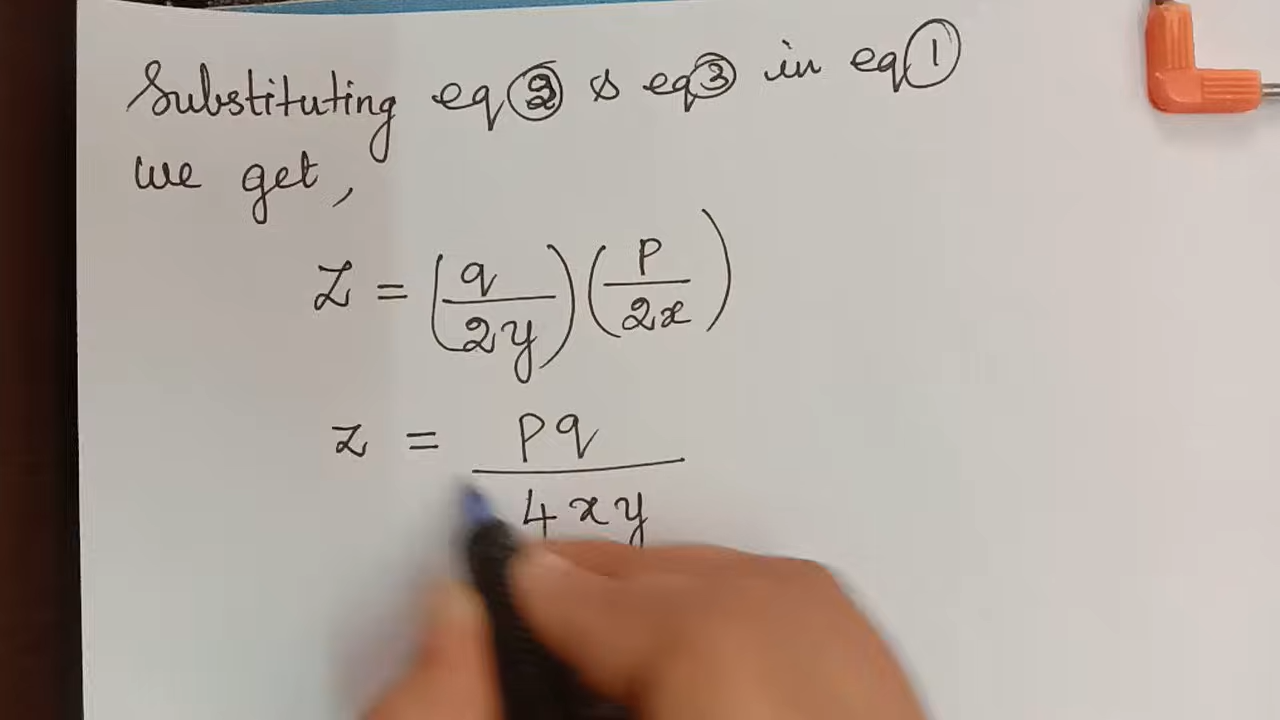 Substituting eq ② & eq ③ in eq ①
we get,
Z = (q/2y)(p/2x)
z = pq/4xy